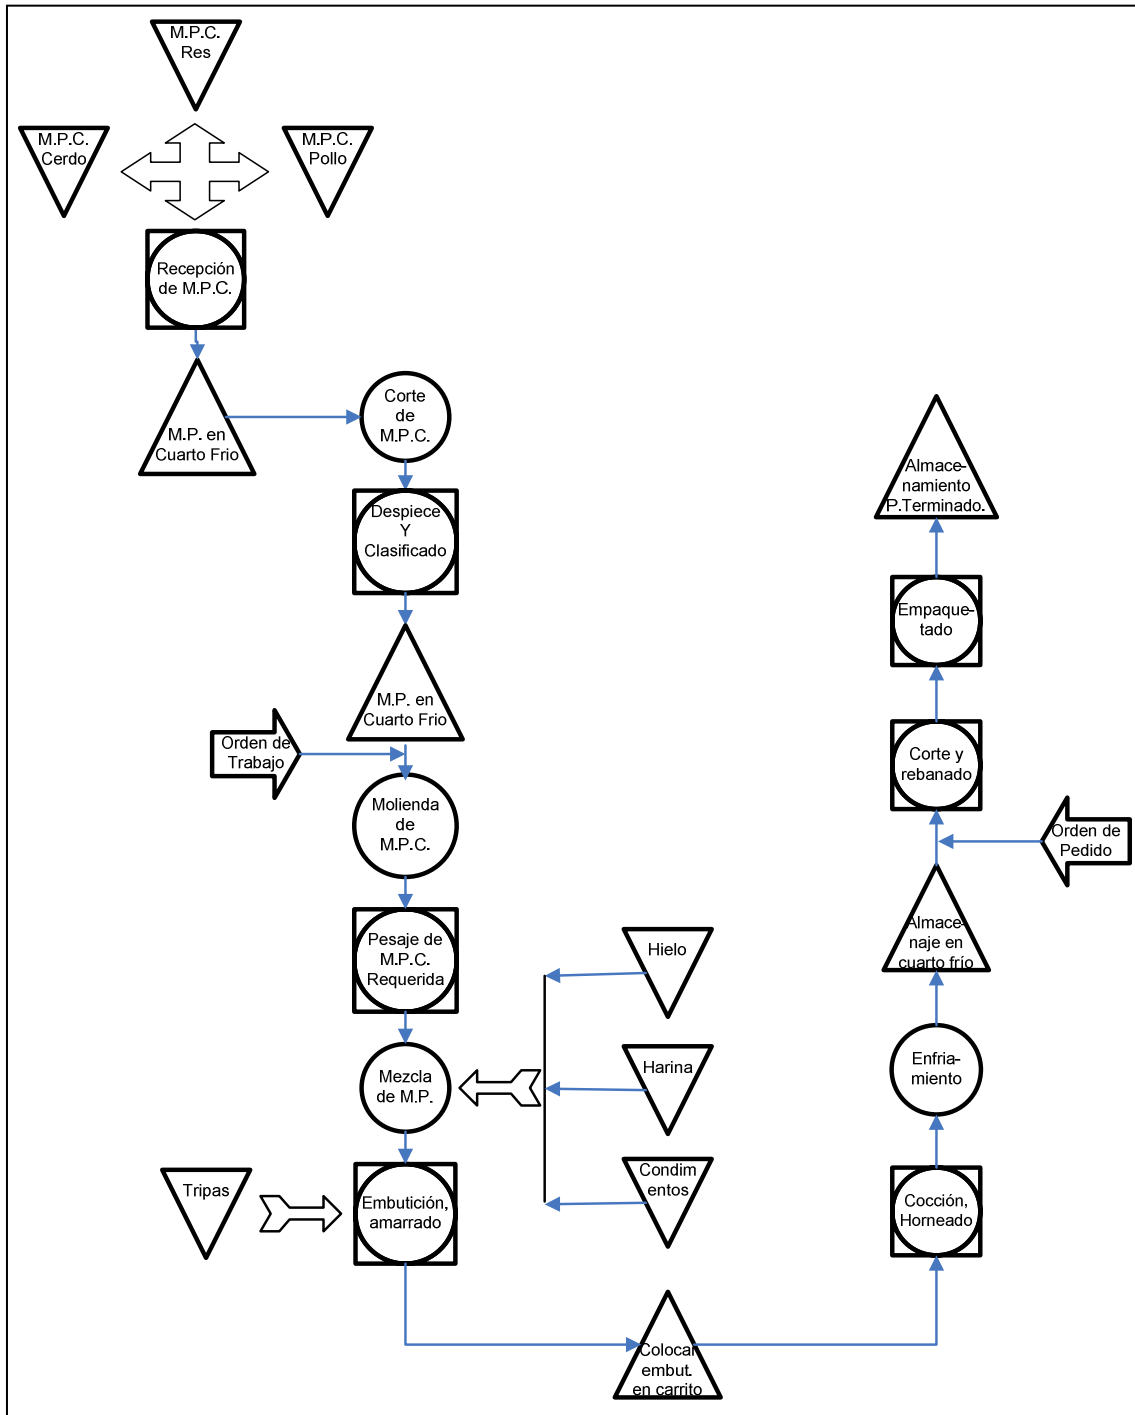 M.P.C.
Res
M.P.C.
Cerdo
M.P.C.
Pollo
Recepción
de M.P.C.
M.P. en
Cuarto Frio
Corte
de
M.P.C.
Despiece
Y
Clasificado
M.P. en
Cuarto Frio
Orden de
Trabajo
Molienda
de
M.P.C.
Pesaje de
M.P.C.
Requerida
Hielo
Harina
Condim
entos
Mezcla
de M.P.
Tripas
Embutición,
amarrado
Colocar
embut.
en carrito
Cocción,
Horneado
Enfria-
miento
Almace-
naje en
cuarto frío
Orden de
Pedido
Corte y
rebanado
Empaque-
tado
Almace-
namiento
P.Terminado.